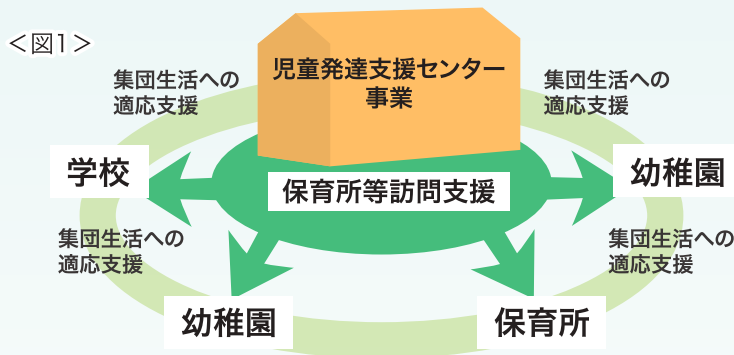 ＜図1＞
児童発達支援センター
事業
集団生活への
適応支援
集団生活への
適応支援
学校
保育所等訪問支援
幼稚園
集団生活への
適応支援
集団生活への
適応支援
幼稚園
保育所